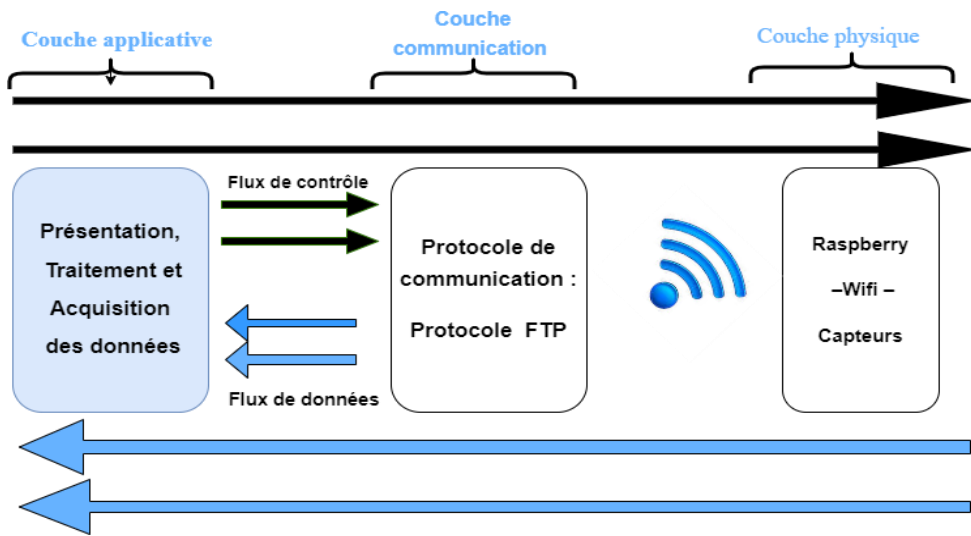 Couche applicative
Couche
communication
Couche physique
Flux de contrôle
Présentation,
Traitement et
Acquisition
des données
Protocole de
communication :
Protocole FTP
Raspberry
–Wifi –
Capteurs
Flux de données